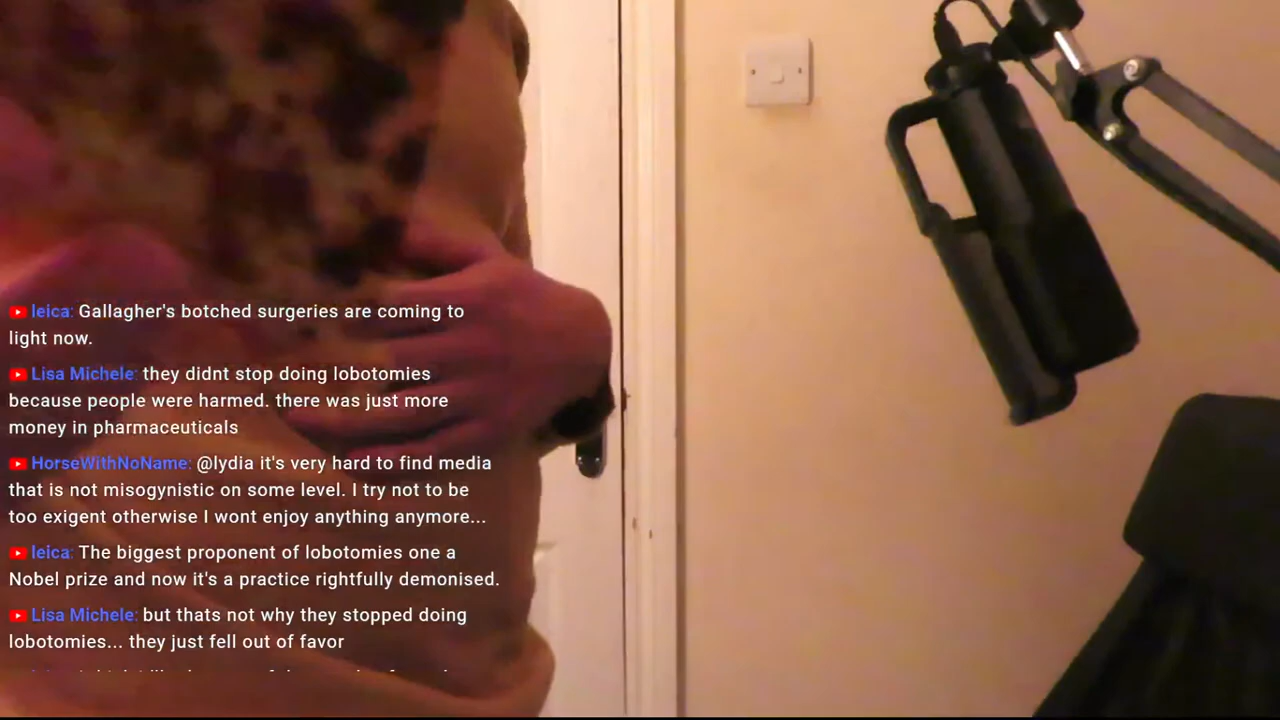 leica: Gallagher's botched surgeries are coming to
light now.
Lisa Michele: they didnt stop doing lobotomies
because people were harmed. there was just more
money in pharmaceuticals
HorseWithNoName: @lydia it's very hard to find media
that is not misogynistic on some level. I try not to be
too exigent otherwise I wont enjoy anything anymore...
leica: The biggest proponent of lobotomies one a
Nobel prize and now it's a practice rightfully demonised.
Lisa Michele: but thats not why they stopped doing
lobotomies... they just fell out of favor